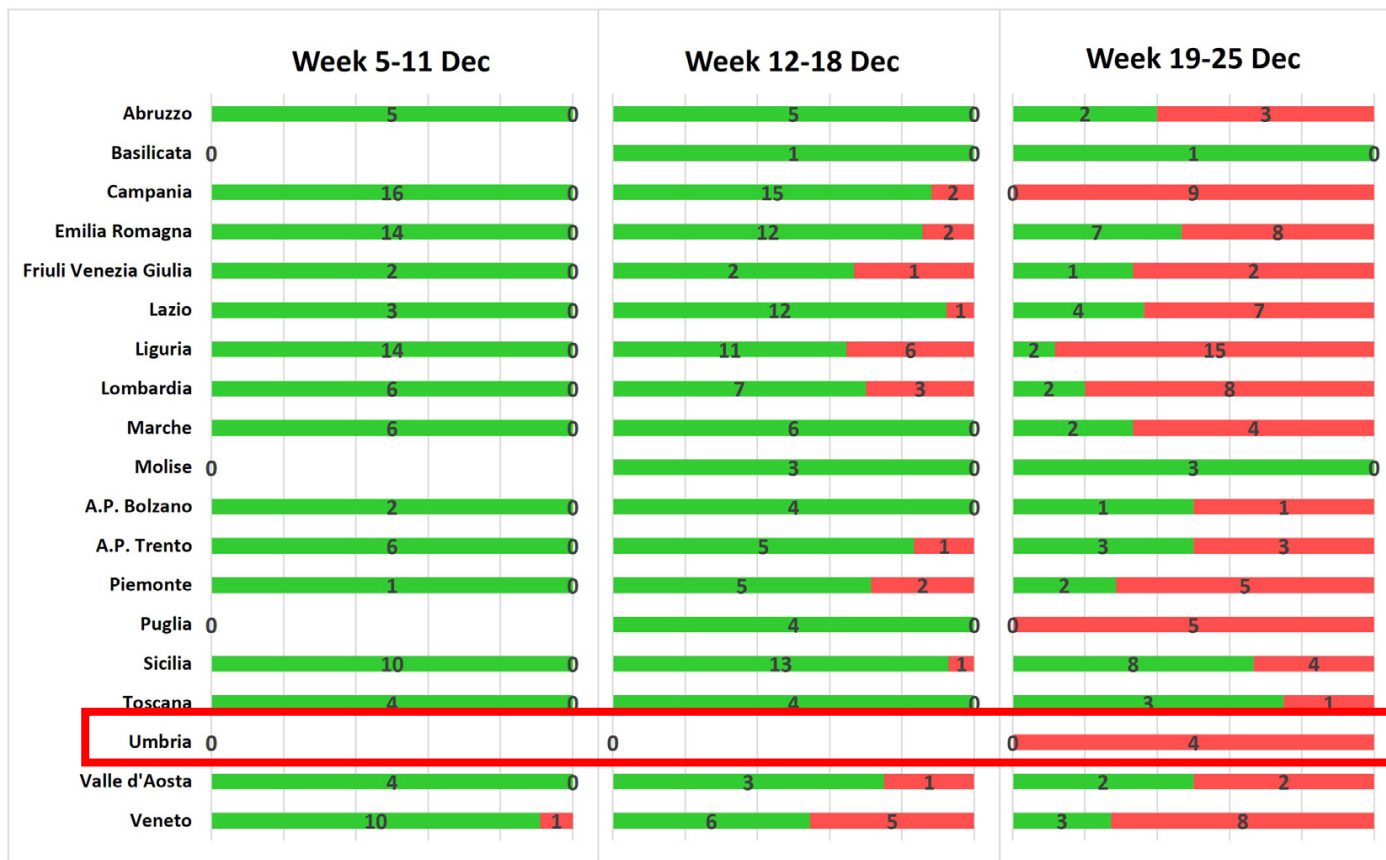 Week 5-11 Dec Week 12-18 Dec Week 19-25 Dec
Abruzzo 5 0 5 0 2 3
Basilicata 0 1 0 1 0
Campania 16 0 15 2 0 9
Emilia Romagna 14 0 12 2 7 8
Friuli Venezia Giulia 2 0 2 1 1 2
Lazio 3 0 12 1 4 7
Liguria 14 0 11 6 2 15
Lombardia 6 0 7 3 2 8
Marche 6 0 6 0 2 4
Molise 0 3 0 3 0
A.P. Bolzano 2 0 4 0 1 1
A.P. Trento 6 0 5 1 3 3
Piemonte 1 0 5 2 2 5
Puglia 0 4 0 0 5
Sicilia 10 0 13 1 8 4
Toscana 4 0 4 0 3 1
Umbria 0 0 0 4
Valle d'Aosta 4 0 3 1 2 2
Veneto 10 1 6 5 3 8